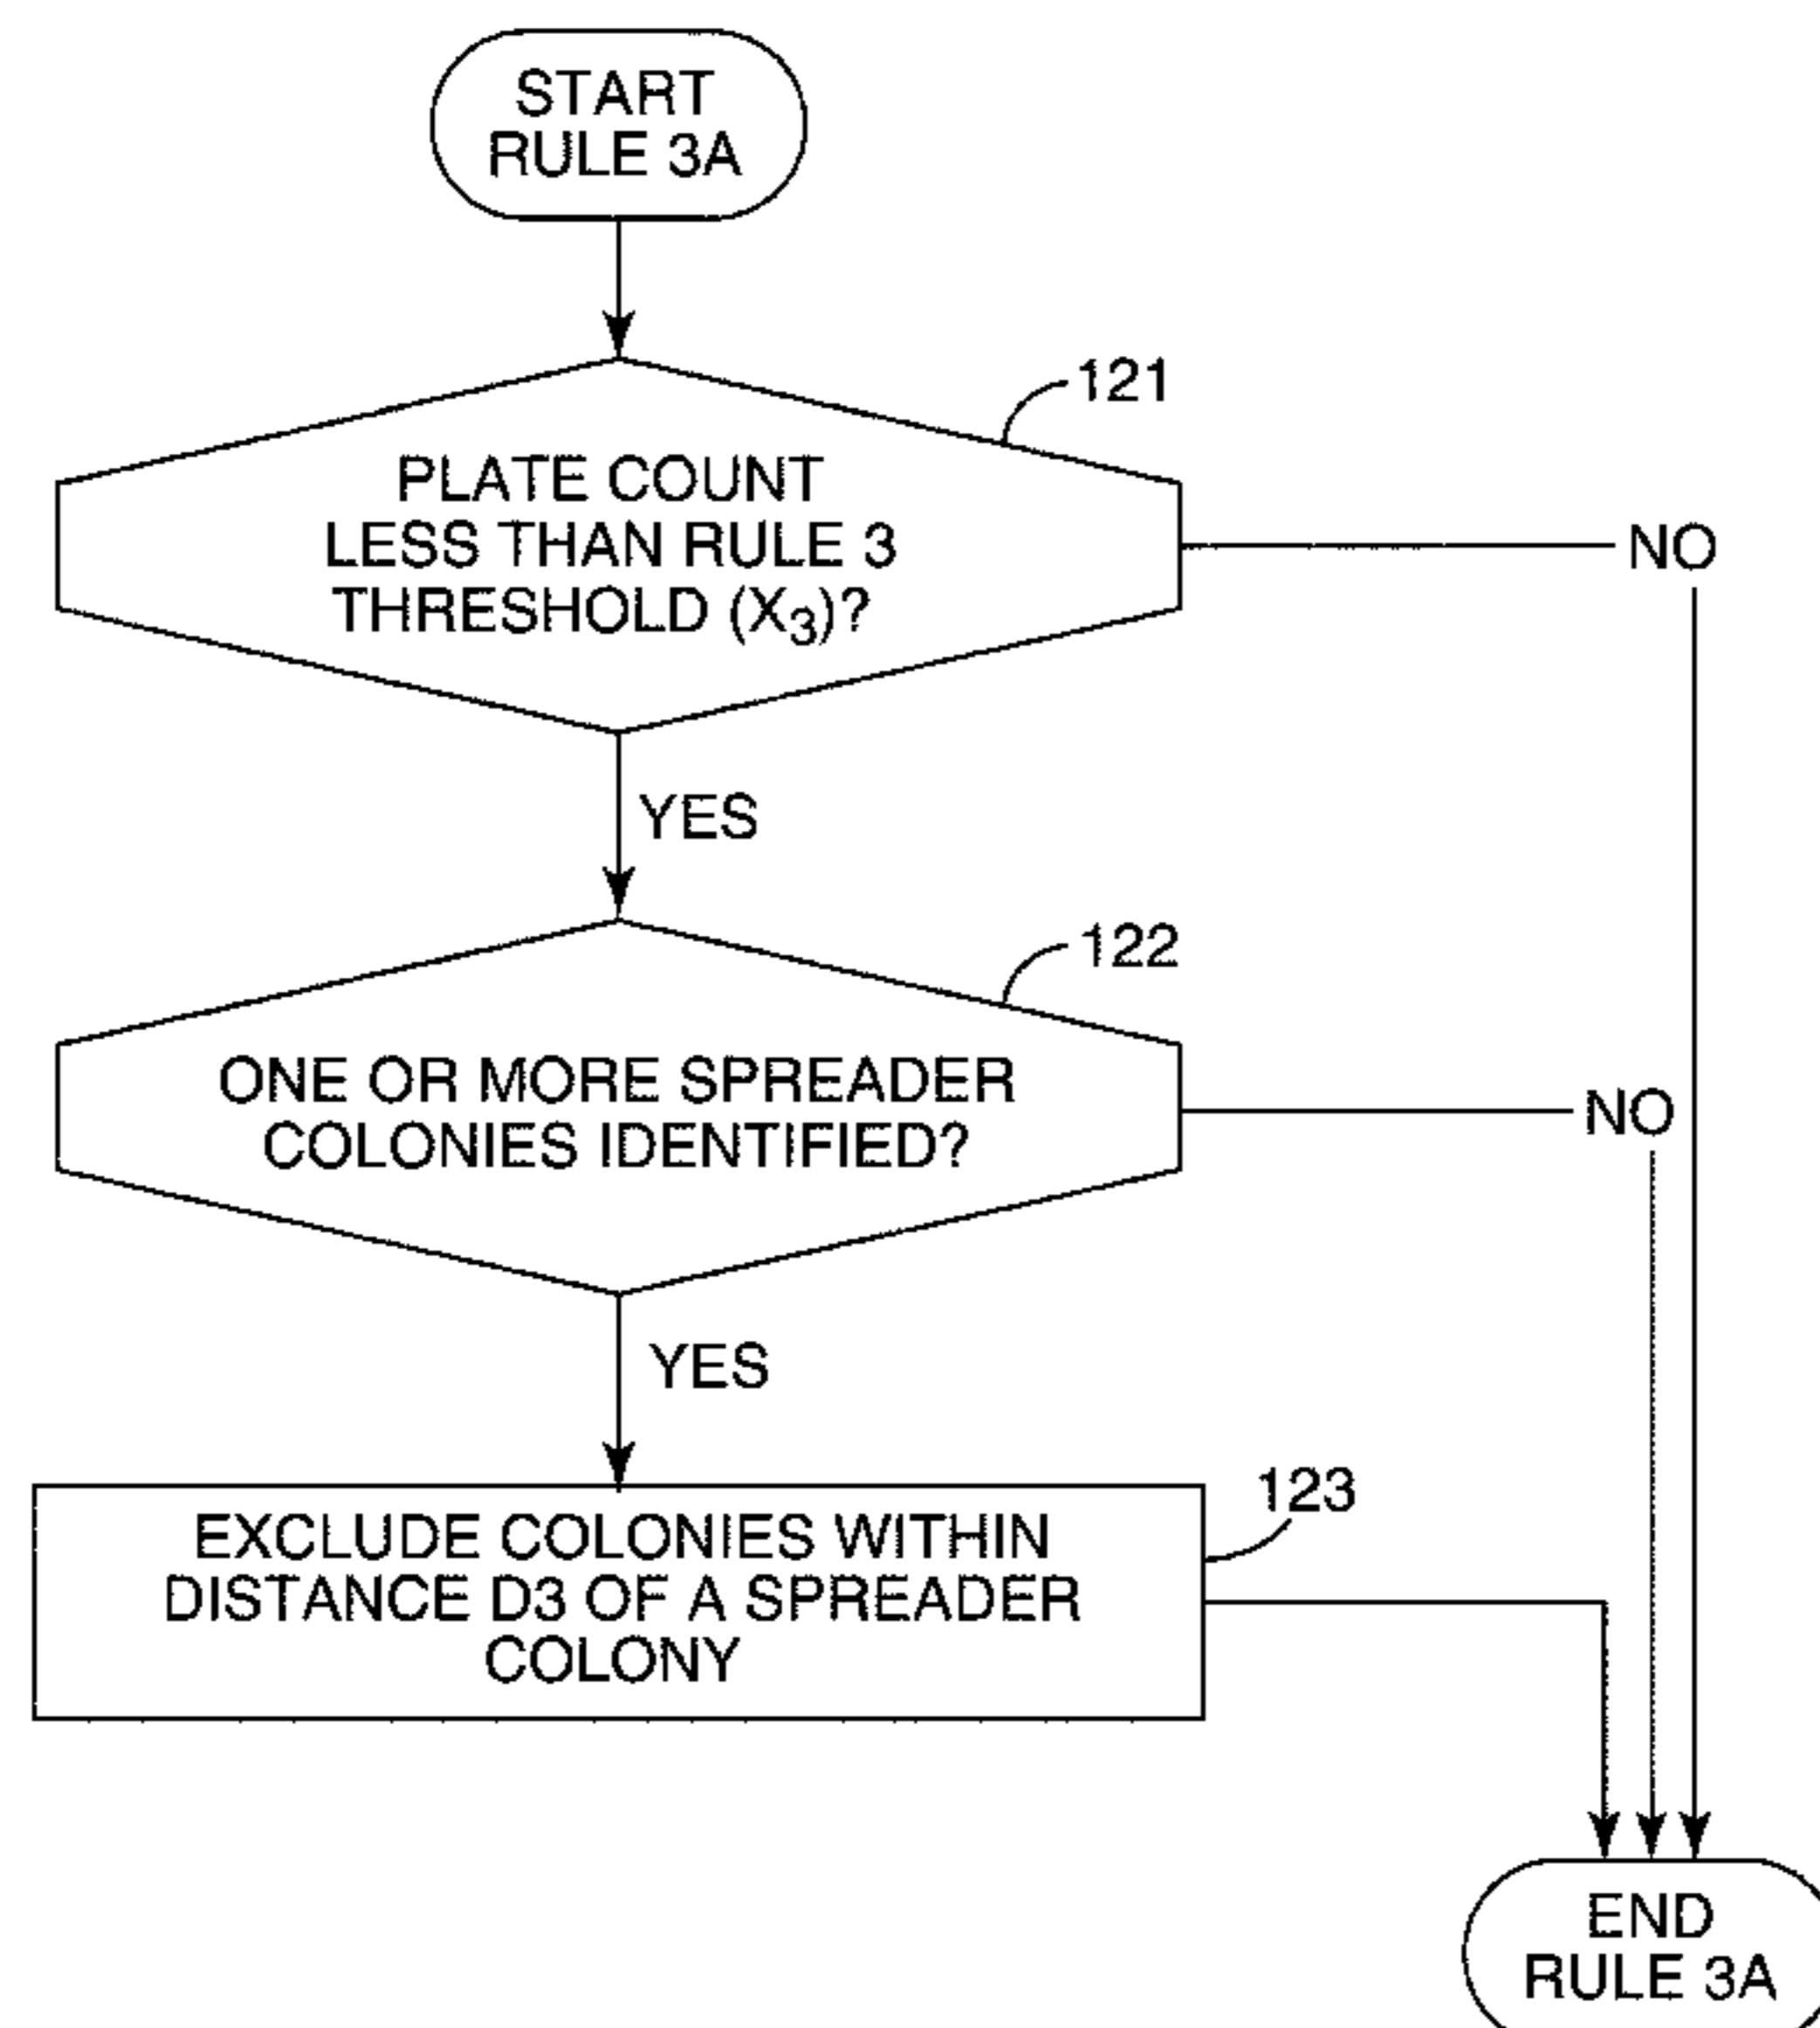 START
RULE 3A
121
PLATE COUNT
LESS THAN RULE 3
THRESHOLD (X3)?
NO
YES
122
ONE OR MORE SPREADER
COLONIES IDENTIFIED?
NO
YES
123
EXCLUDE COLONIES WITHIN
DISTANCE D3 OF A SPREADER
COLONY
END
RULE 3A